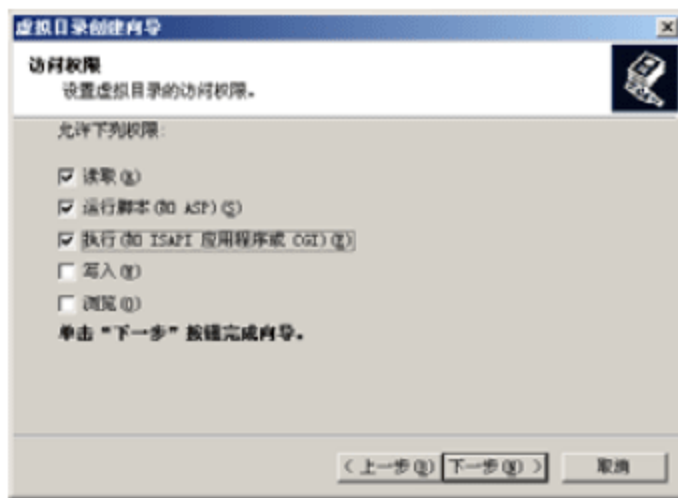 虚拟目录创建向导
访问权限
设置虚拟目录的访问权限。
允许下列权限:
读取(R)
运行脚本(如 ASP)(S)
执行(如 ISAPI 应用程序或 CGI)(E)
写入(W)
浏览(O)
单击“下一步”按钮完成向导。
< 上一步(B) 下一步(N) > 取消